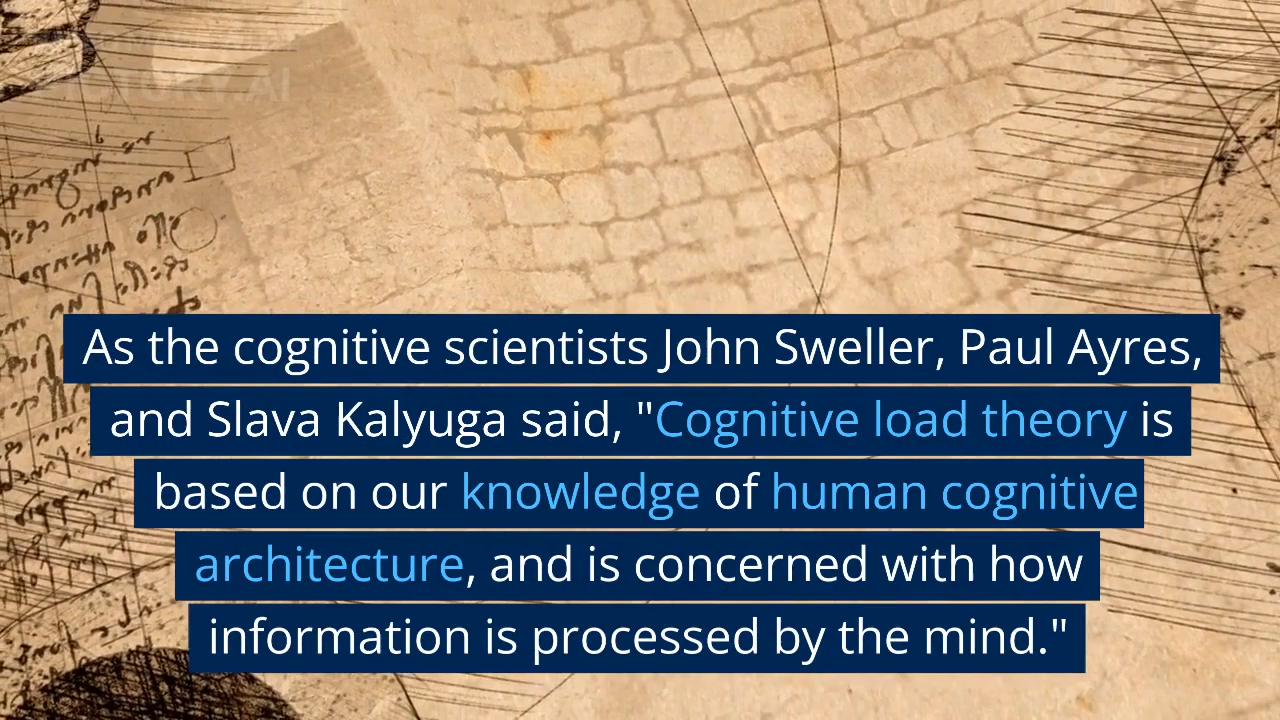 As the cognitive scientists John Sweller, Paul Ayres,
and Slava Kalyuga said, "Cognitive load theory is
based on our knowledge of human cognitive
architecture, and is concerned with how
information is processed by the mind."